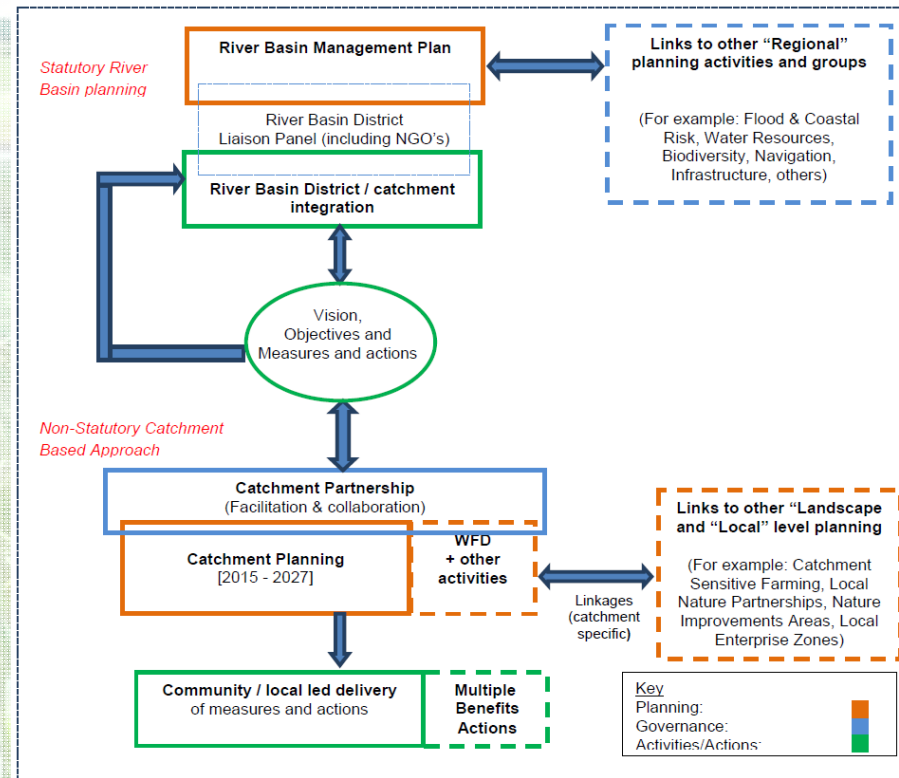 River Basin Management Plan
Statutory River
Basin planning
Links to other “Regional”
planning activities and groups
(For example: Flood & Coastal
Risk, Water Resources,
Biodiversity, Navigation,
Infrastructure, others)
River Basin District
Liaison Panel (including NGO’s)
River Basin District / catchment
integration
Vision,
Objectives and
Measures and actions
Non-Statutory Catchment
Based Approach
Catchment Partnership
(Facilitation & collaboration)
Catchment Planning
[2015 - 2027]
WFD
+ other
activities
Linkages
(catchment
specific)
Links to other “Landscape
and “Local” level planning
(For example: Catchment
Sensitive Farming, Local
Nature Partnerships, Nature
Improvements Areas, Local
Enterprise Zones)
Community / local led delivery
of measures and actions
Multiple
Benefits
Actions
Key
Planning:
Governance:
Activities/Actions: